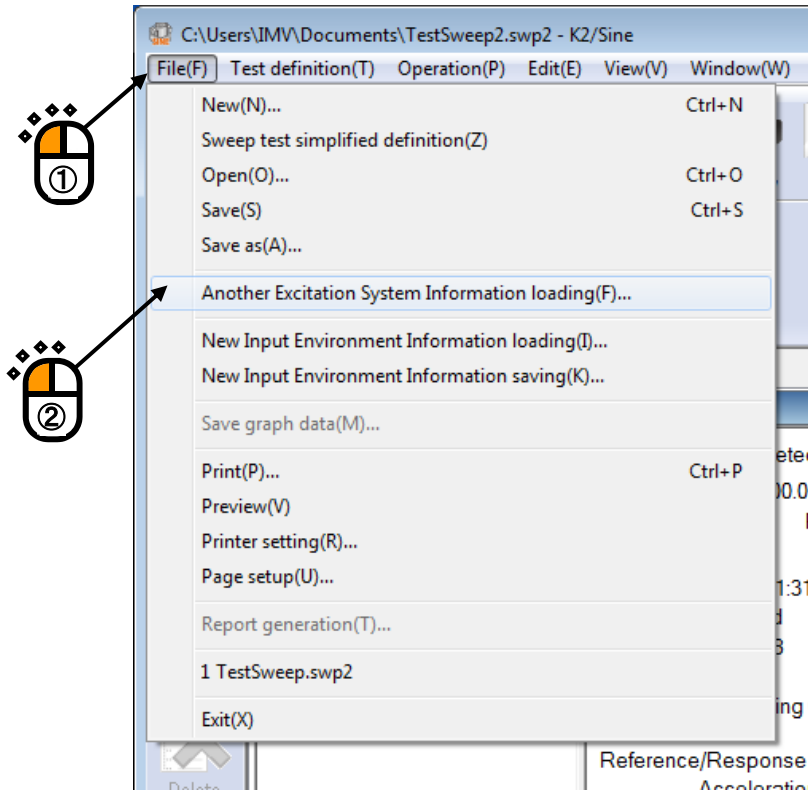 C:\Users\IMV\Documents\TestSweep2.swp2 - K2/Sine
File(F) Test definition(T) Operation(P) Edit(E) View(V) Window(W)
New(N)... Ctrl+N
Sweep test simplified definition(Z)
Open(O)... Ctrl+O
Save(S) Ctrl+S
Save as(A)...
①
Another Excitation System Information loading(F)...
New Input Environment Information loading(I)...
New Input Environment Information saving(K)...
②
Save graph data(M)...
Print(P)... Ctrl+P
Preview(V)
Printer setting(R)...
Page setup(U)...
Report generation(T)...
1 TestSweep.swp2
Exit(X)
Reference/Response
Delete